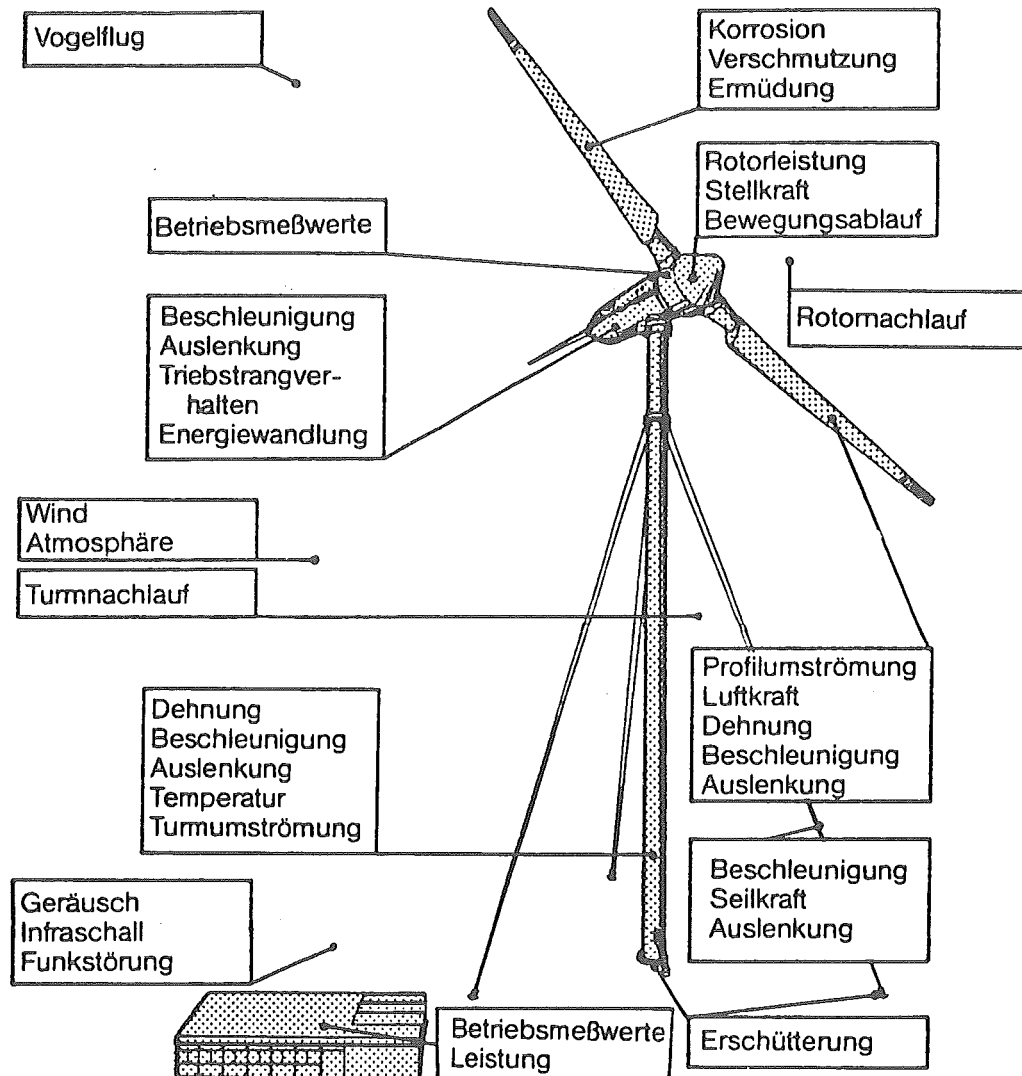 Vogelflug
Korrosion
Verschmutzung
Ermüdung
Rotorleistung
Stellkraft
Bewegungsablauf
Betriebsmeßwerte
Rotornachlauf
Beschleunigung
Auslenkung
Triebstrangver-
halten
Energiewandlung
Wind
Atmosphäre
Turmnachlauf
Profilumströmung
Luftkraft
Dehnung
Beschleunigung
Auslenkung
Dehnung
Beschleunigung
Auslenkung
Temperatur
Turmumströmung
Beschleunigung
Seilkraft
Auslenkung
Geräusch
Infraschall
Funkstörung
Betriebsmeßwerte
Leistung
Erschütterung